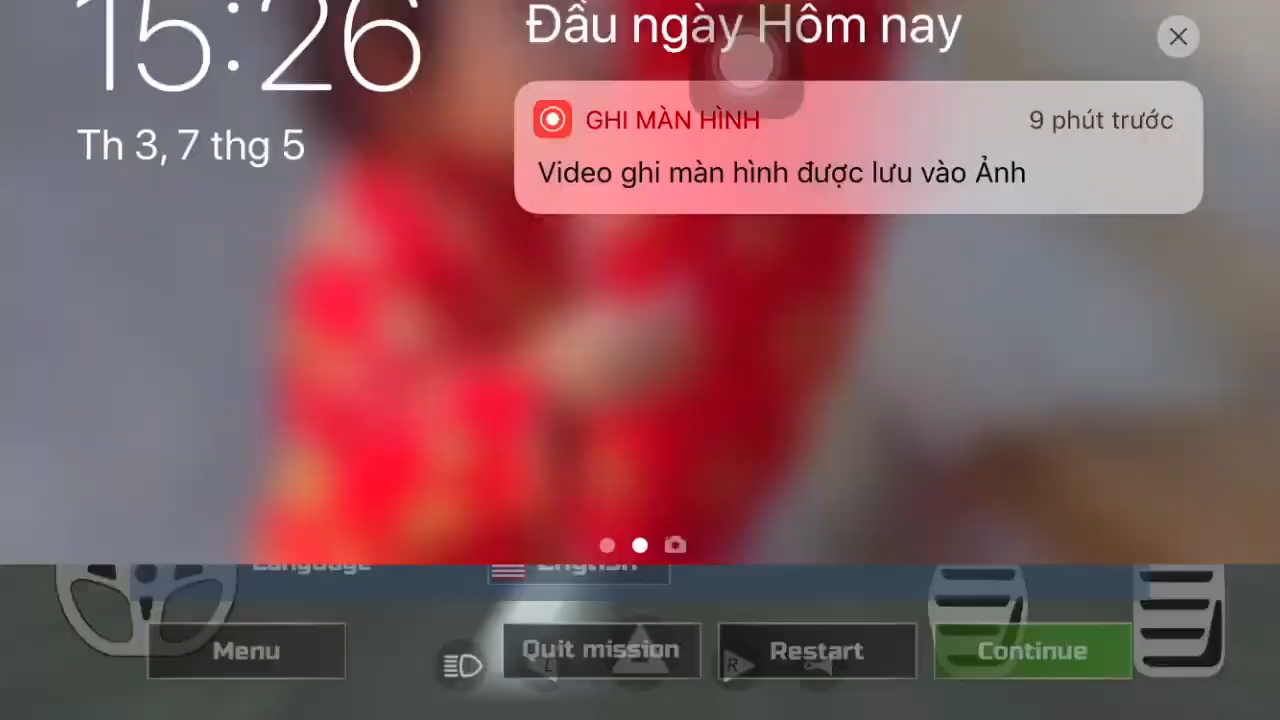 15:26
Th 3, 7 thg 5
Đầu ngày Hôm nay
GHI MÀN HÌNH
9 phút trước
Video ghi màn hình được lưu vào Ảnh
Language
English
Menu
Quit mission
Restart
Continue
L
R